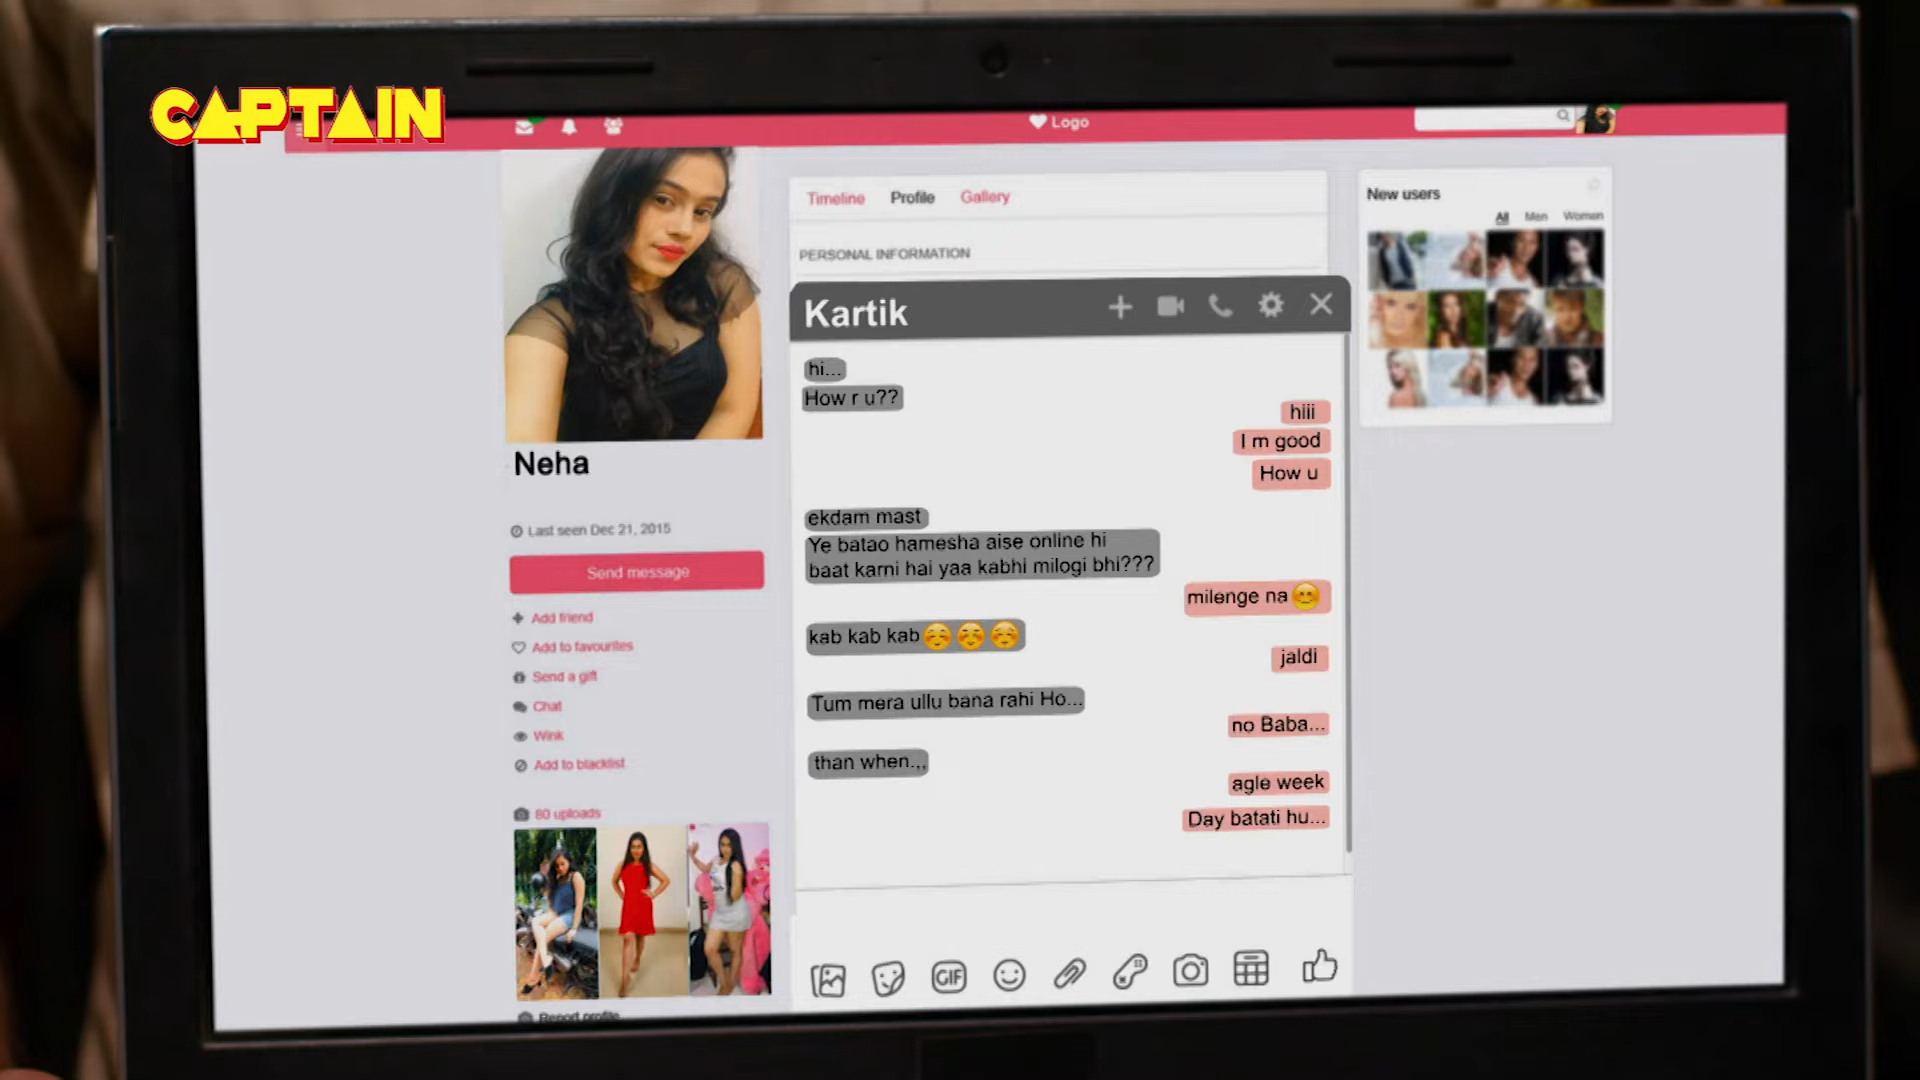 CAPTAIN
Logo
Timeline Profile Gallery
PERSONAL INFORMATION
New users
All Men Women
Kartik
hi...
How r u??
hiii
I m good
How u
ekdam mast
Ye batao hamesha aise online hi
baat karni hai yaa kabhi milogi bhi???
milenge na😊
kab kab kab☺️☺️☺️
jaldi
Tum mera ullu bana rahi Ho...
no Baba...
than when...
agle week
Day batati hu...
GIF
Neha
Last seen Dec 21, 2015
Send message
Add friend
Add to favourites
Send a gift
Chat
Wink
Add to blacklist
80 uploads
Report profile